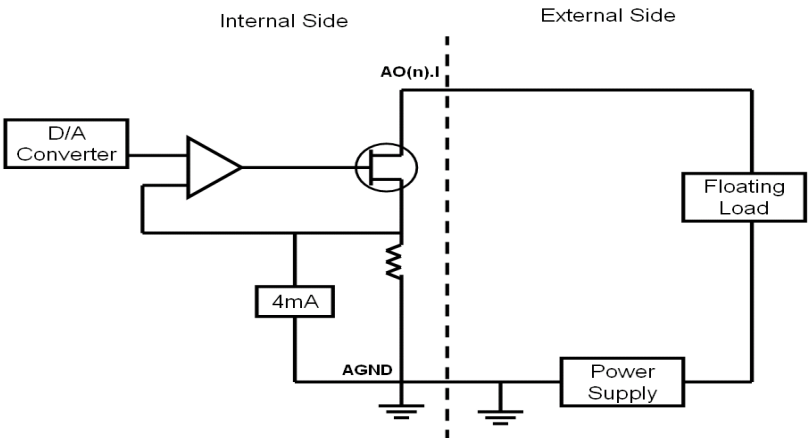 Internal Side
External Side
AO(n).I
D/A
Converter
Floating
Load
4mA
AGND
Power
Supply